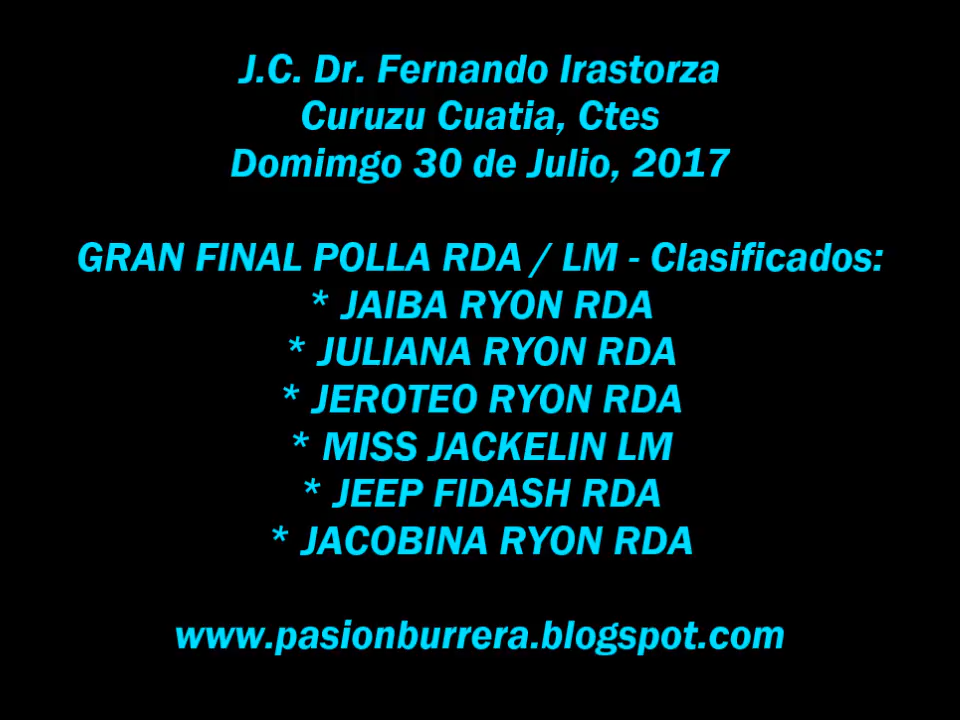 J.C. Dr. Fernando Irastorza
Curuzu Cuatia, Ctes
Domimgo 30 de Julio, 2017
GRAN FINAL POLLA RDA / LM - Clasificados:
* JAIBA RYON RDA
* JULIANA RYON RDA
* JEROTEO RYON RDA
* MISS JACKELIN LM
* JEEP FIDASH RDA
* JACOBINA RYON RDA
www.pasionburrera.blogspot.com